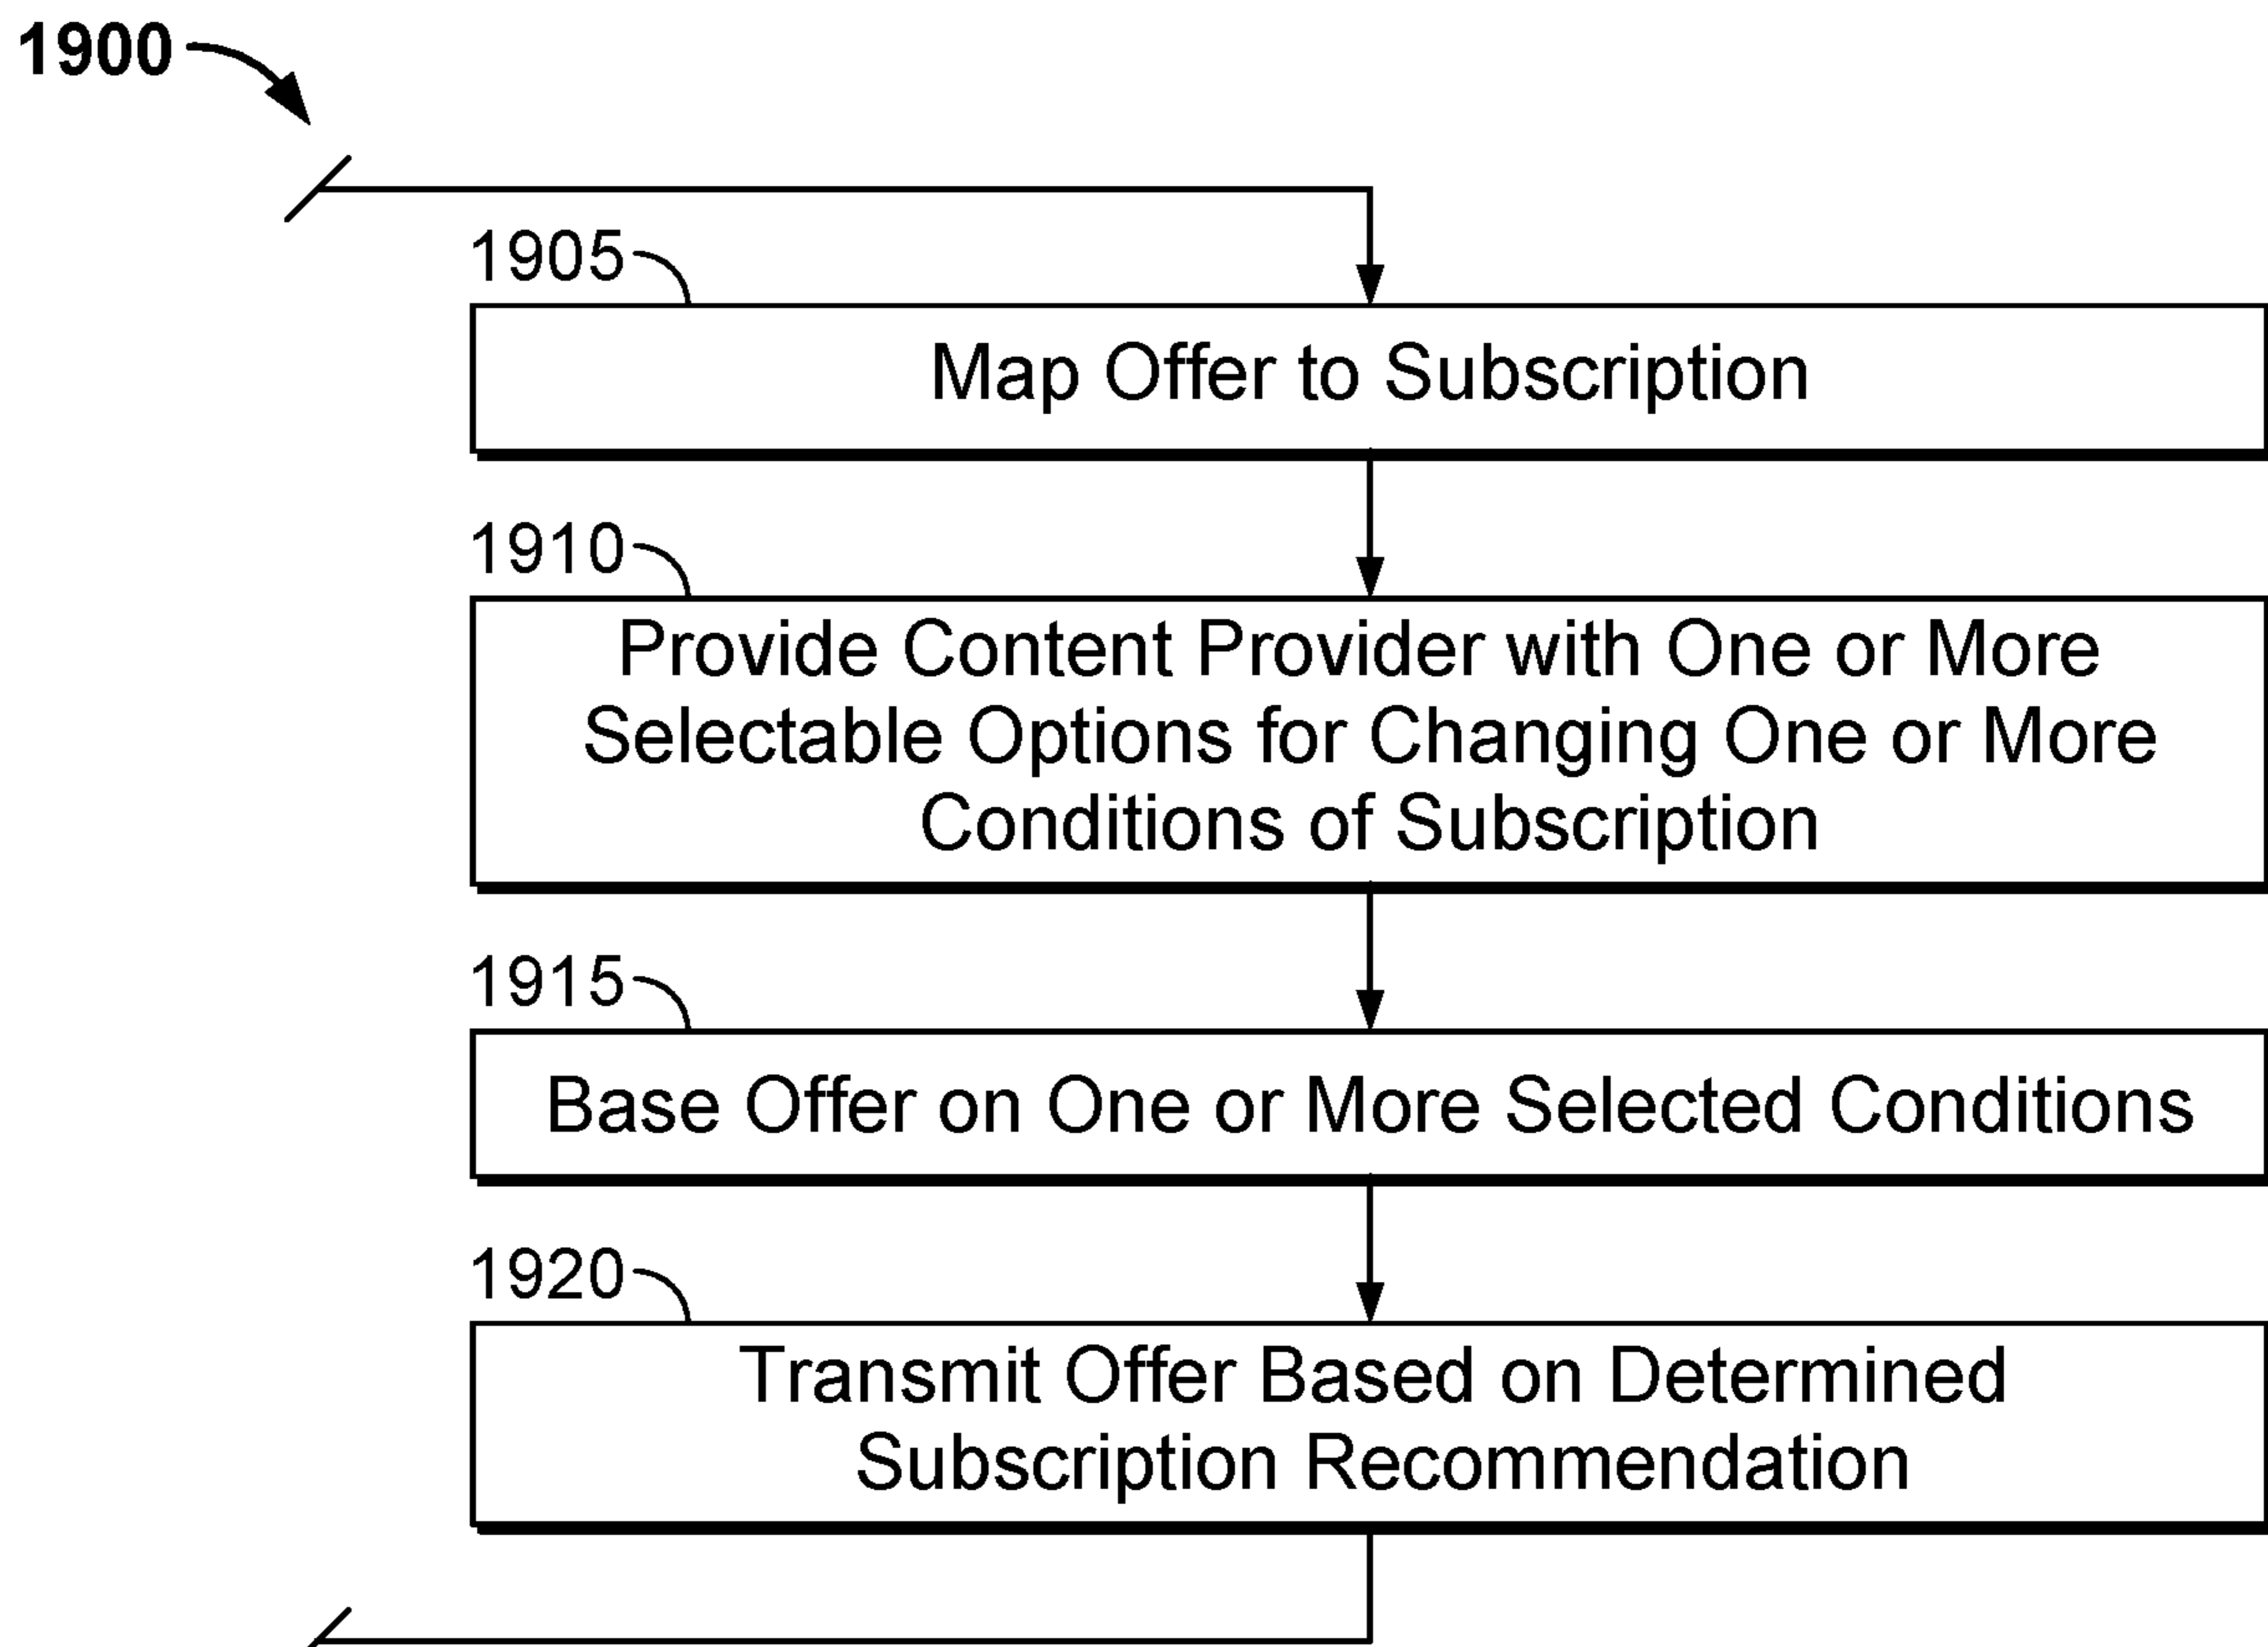 1900
1905
Map Offer to Subscription
1910
Provide Content Provider with One or More
Selectable Options for Changing One or More
Conditions of Subscription
1915
Base Offer on One or More Selected Conditions
1920
Transmit Offer Based on Determined
Subscription Recommendation